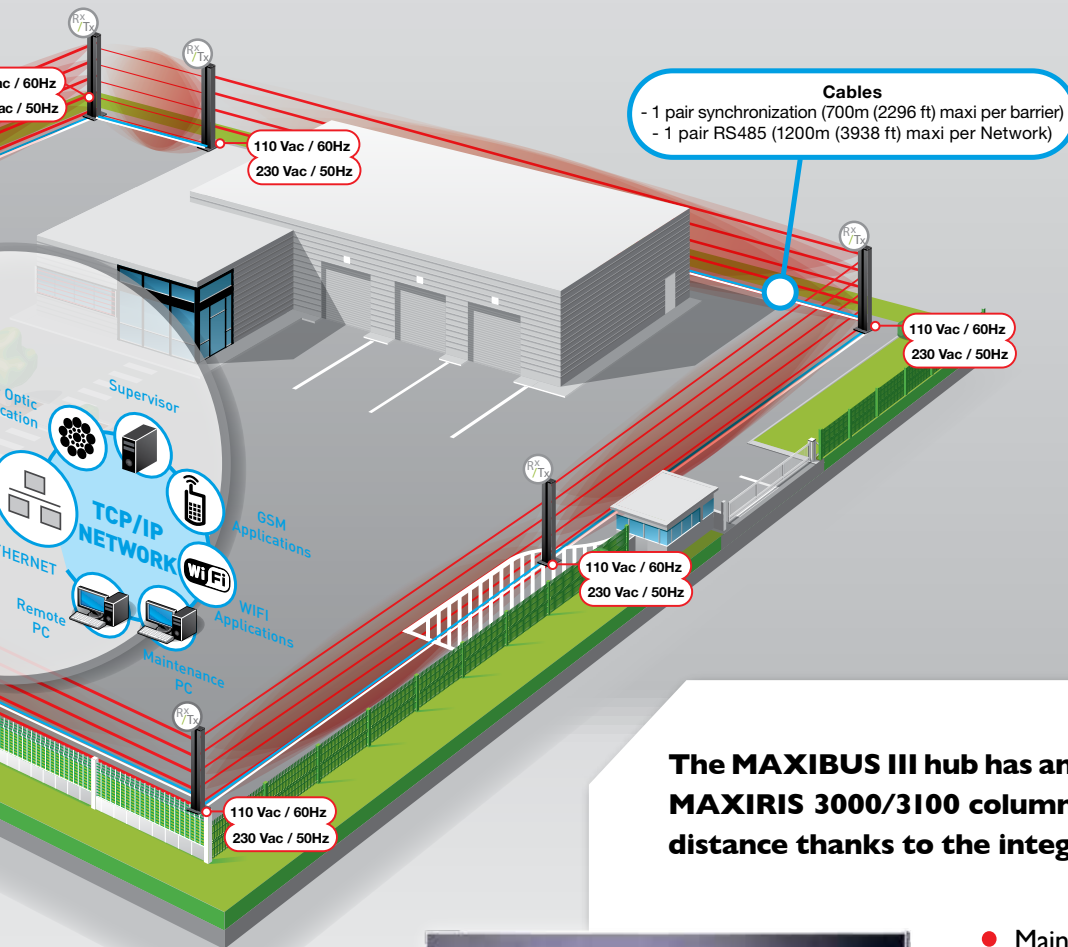 Rx/Tx
Rx/Tx
/ 60Hz
/ 50Hz
110 Vac / 60Hz
230 Vac / 50Hz
Cables
- 1 pair synchronization (700m (2296 ft) maxi per barrier)
- 1 pair RS485 (1200m (3938 ft) maxi per Network)
Rx/Tx
110 Vac / 60Hz
230 Vac / 50Hz
Optic
Supervisor
TCP/IP
NETWORK
GSM
Applications
WiFi
WIFI
Applications
Remote
PC
Maintenance
PC
Rx/Tx
110 Vac / 60Hz
230 Vac / 50Hz
Rx/Tx
110 Vac / 60Hz
230 Vac / 50Hz
The MAXIBUS III hub has an
MAXIRIS 3000/3100 column
distance thanks to the integ
Main